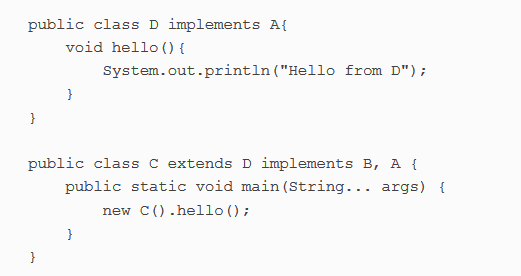 public class D implements A{
    void hello(){
        System.out.println("Hello from D");
    }
}

public class C extends D implements B, A {
    public static void main(String... args) {
        new C().hello();
    }
}